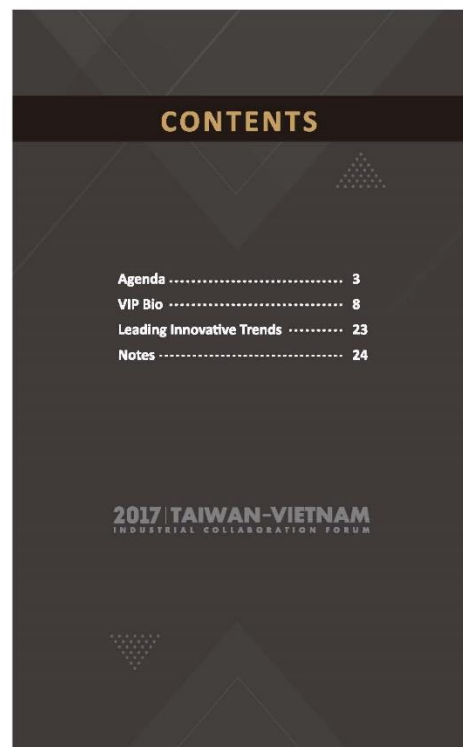 CONTENTS
Agenda ································ 3
VIP Bio ································ 8
Leading Innovative Trends ·········· 23
Notes ·································· 24
2017 | TAIWAN-VIETNAM
INDUSTRIAL COLLABORATION FORUM